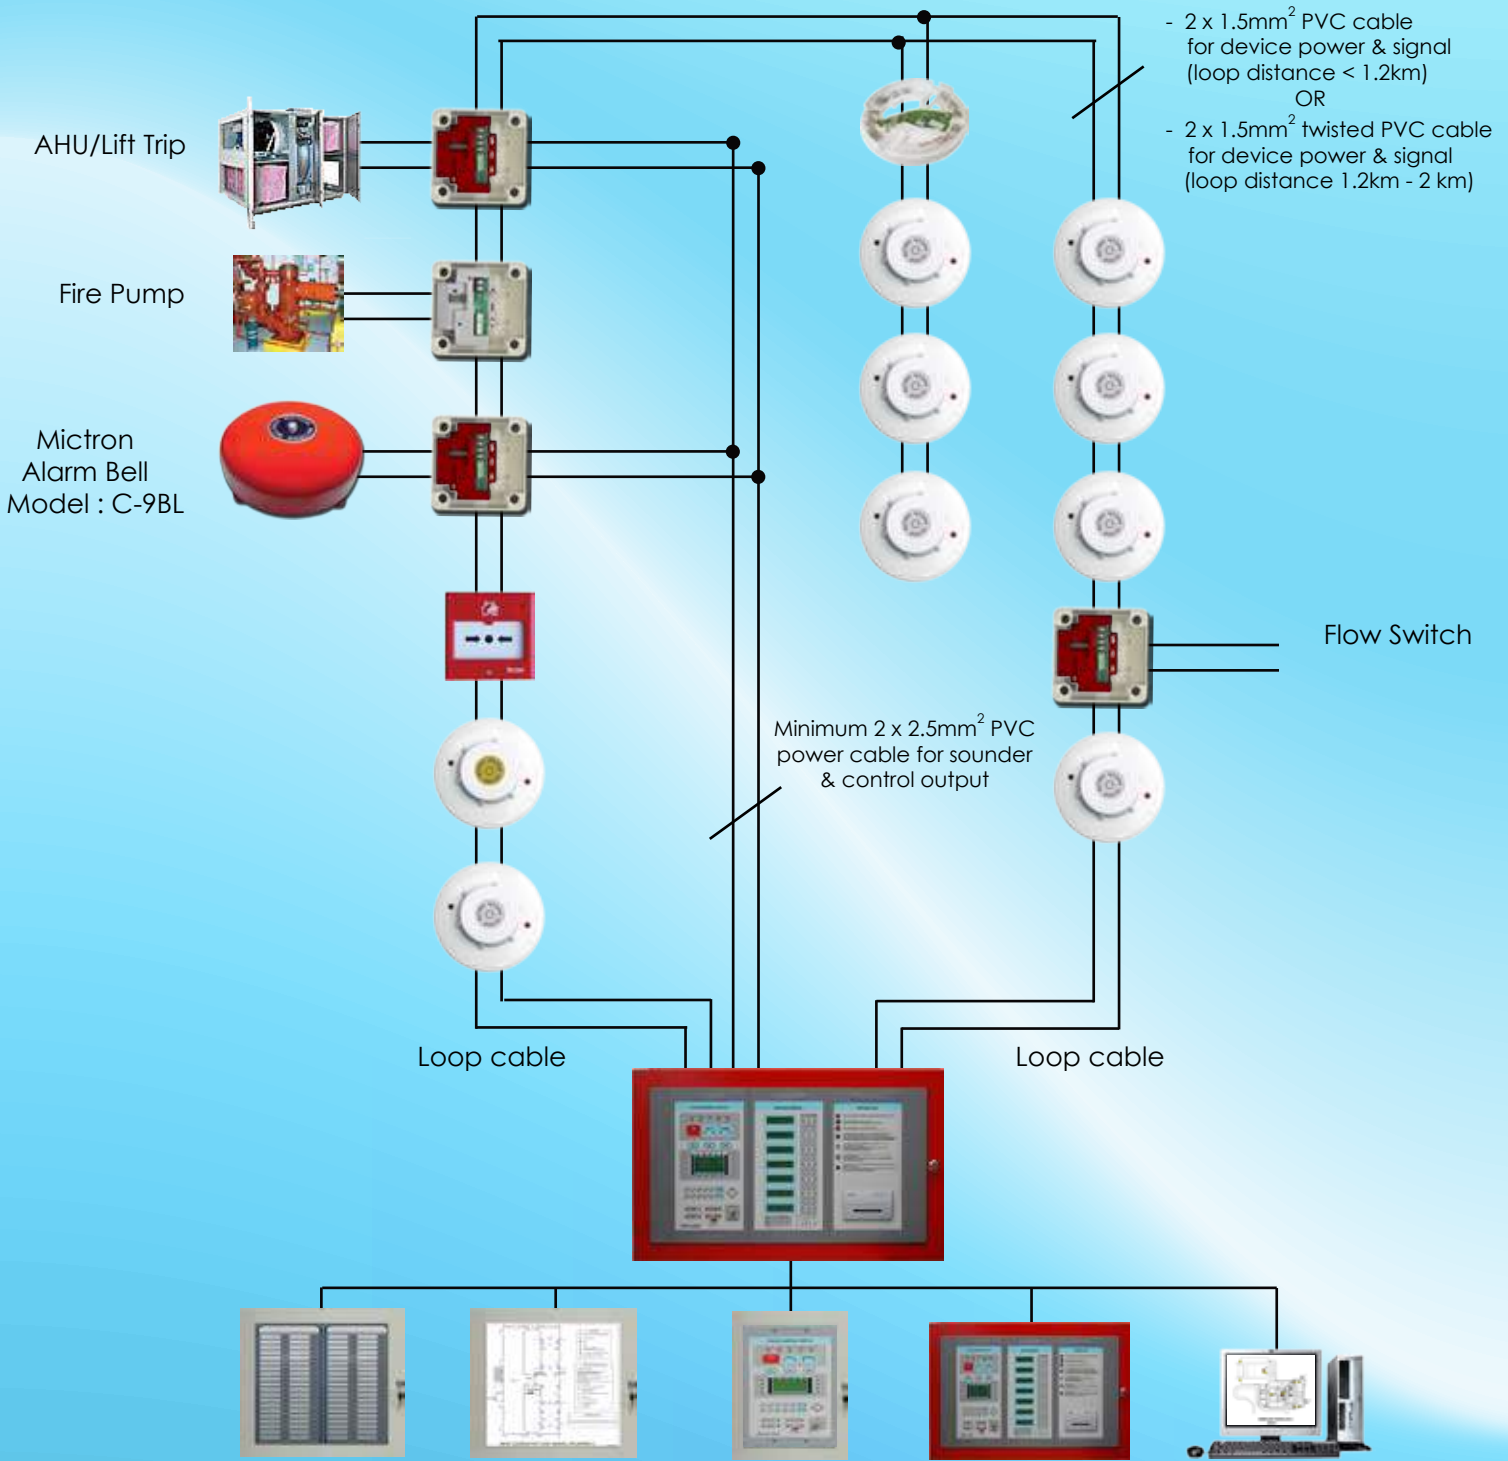 - 2 x 1.5mm² PVC cable
for device power & signal
(loop distance < 1.2km)
OR
- 2 x 1.5mm² twisted PVC cable
for device power & signal
(loop distance 1.2km - 2 km)
AHU/Lift Trip
Fire Pump
Mictron
Alarm Bell
Model : C-9BL
Flow Switch
Minimum 2 x 2.5mm² PVC
power cable for sounder
& control output
Loop cable
Loop cable